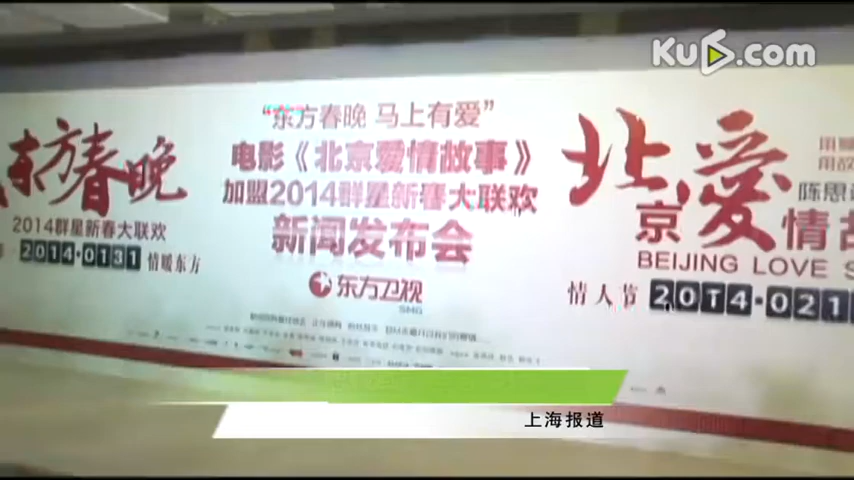 Ku6.com
东方春晚
2014群星新春大联欢
2014·0131 情暖东方
“东方春晚 马上有爱”
电影《北京爱情故事》
加盟2014群星新春大联欢
新闻发布会
东方卫视
SMG
北京爱情故
陈思
BEIJING LOVE S
情人节 2014·021
上海报道